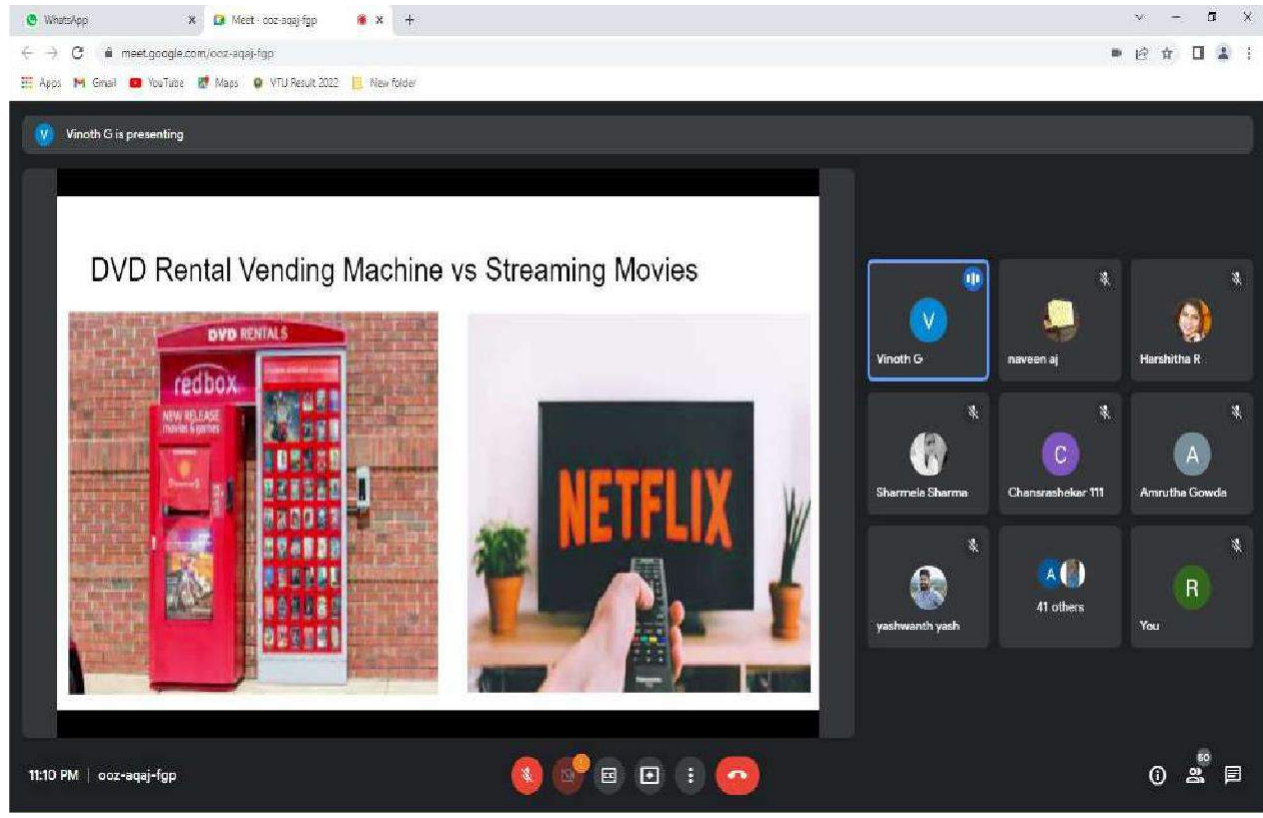 WhatsApp
Meet - ooz-aqaj-fgp
meet.google.com/ooz-aqaj-fgp
Apps
Gmail
YouTube
Maps
VTU Result 2022
New folder
V
Vinoth G is presenting
DVD Rental Vending Machine vs Streaming Movies
DVD RENTALS
redbox.
NEW RELEASE
movies & games
NETFLIX
V
Vinoth G
naveen aj
Harshitha R
Sharmela Sharma
C
Chansrashekar 111
A
Amrutha Gowda
yashwanth yash
A
41 others
R
You
11:10 PM | ooz-aqaj-fgp
50